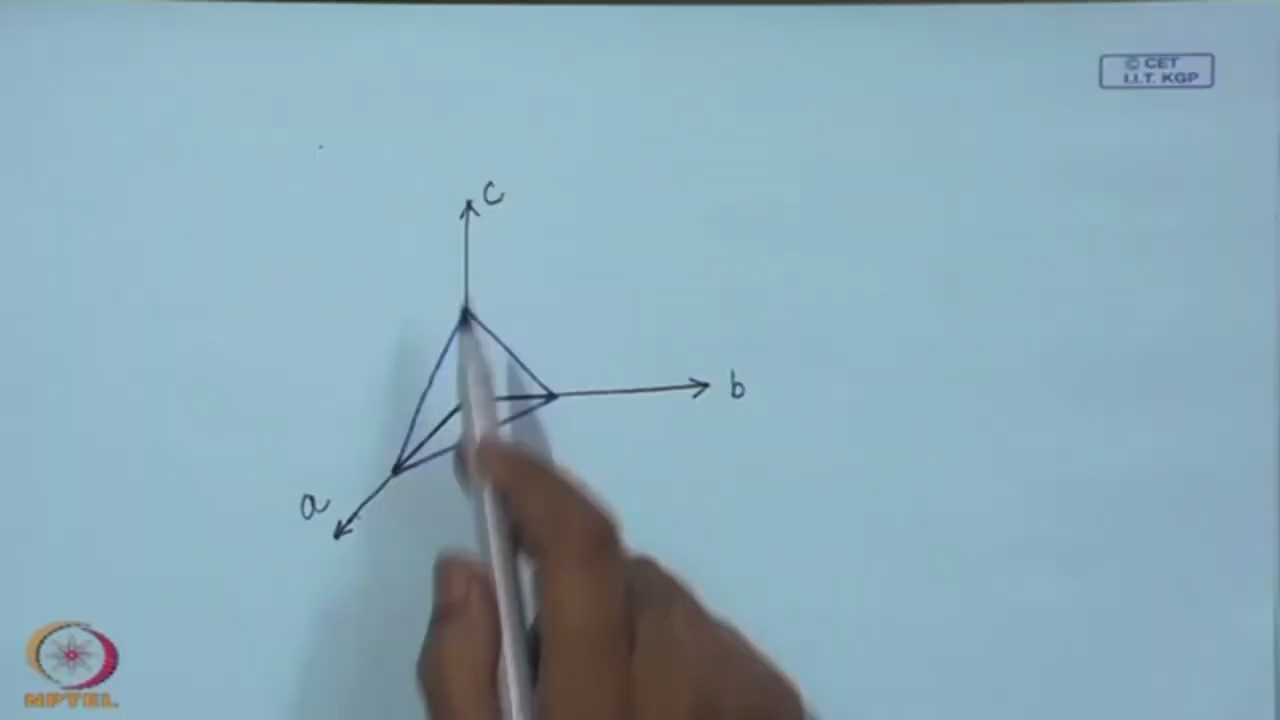 © CET
I.I.T. KGP
c
b
a
NPTEL